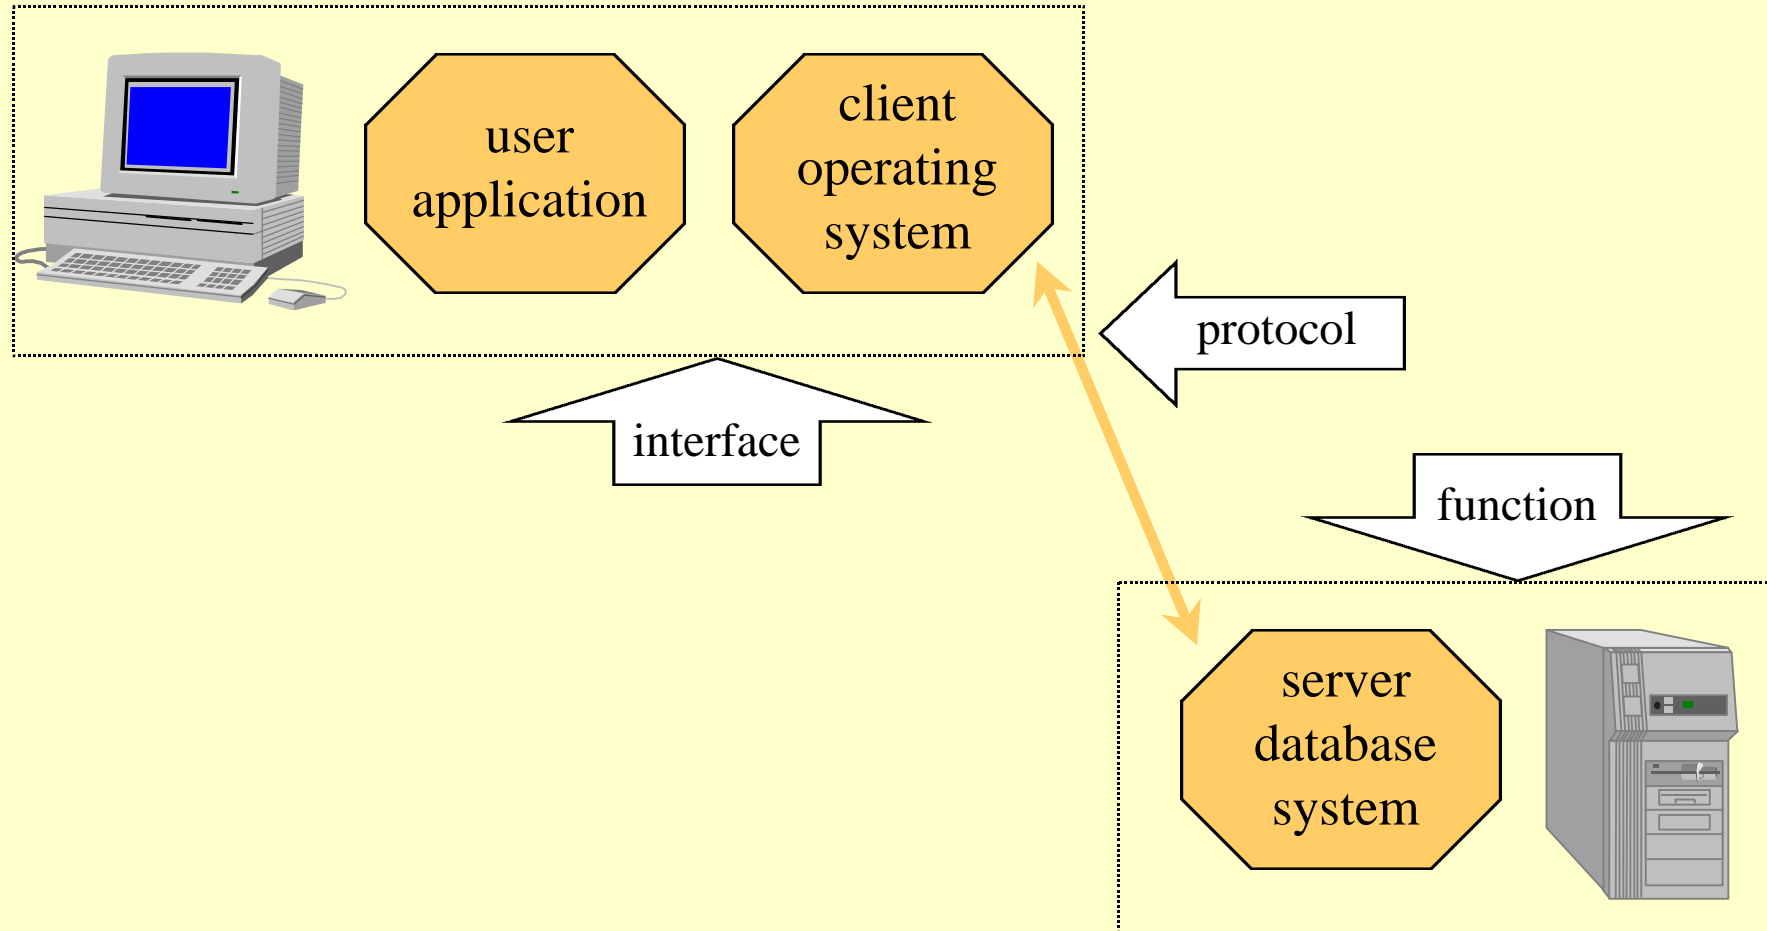 user
application
client
operating
system
protocol
interface
function
server
database
system